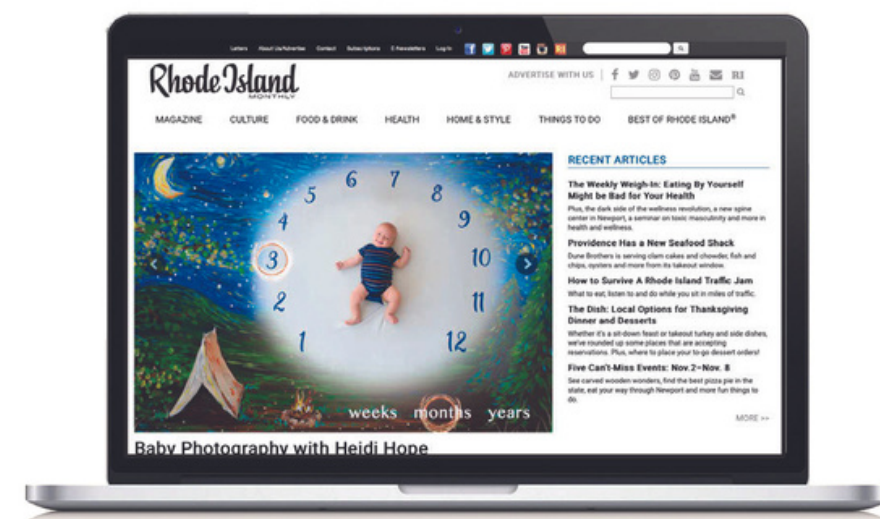 Letters About Us/Advertise Contact Subscriptions E-Newsletters Log In
Rhode Island
MONTHLY
ADVERTISE WITH US
RI
MAGAZINE CULTURE FOOD & DRINK HEALTH HOME & STYLE THINGS TO DO BEST OF RHODE ISLAND®
1
2
3
4
5
6
7
8
9
10
11
12
weeks months years
Baby Photography with Heidi Hope
RECENT ARTICLES
The Weekly Weigh-In: Eating By Yourself
Might be Bad for Your Health
Plus, the dark side of the wellness revolution, a new spine
center in Newport, a seminar on toxic masculinity and more in
health and wellness.
Providence Has a New Seafood Shack
Dune Brothers is serving clam cakes and chowder, fish and
chips, oysters and more from its takeout window.
How to Survive A Rhode Island Traffic Jam
What to eat, listen to and do while you sit in miles of traffic.
The Dish: Local Options for Thanksgiving
Dinner and Desserts
Whether it's a sit-down feast or takeout turkey and side dishes,
we've rounded up some places that are accepting
reservations. Plus, where to place your to-go dessert orders!
Five Can't-Miss Events: Nov.2–Nov. 8
See carved wooden wonders, find the best pizza pie in the
state, eat your way through Newport and more fun things to
do.
MORE >>